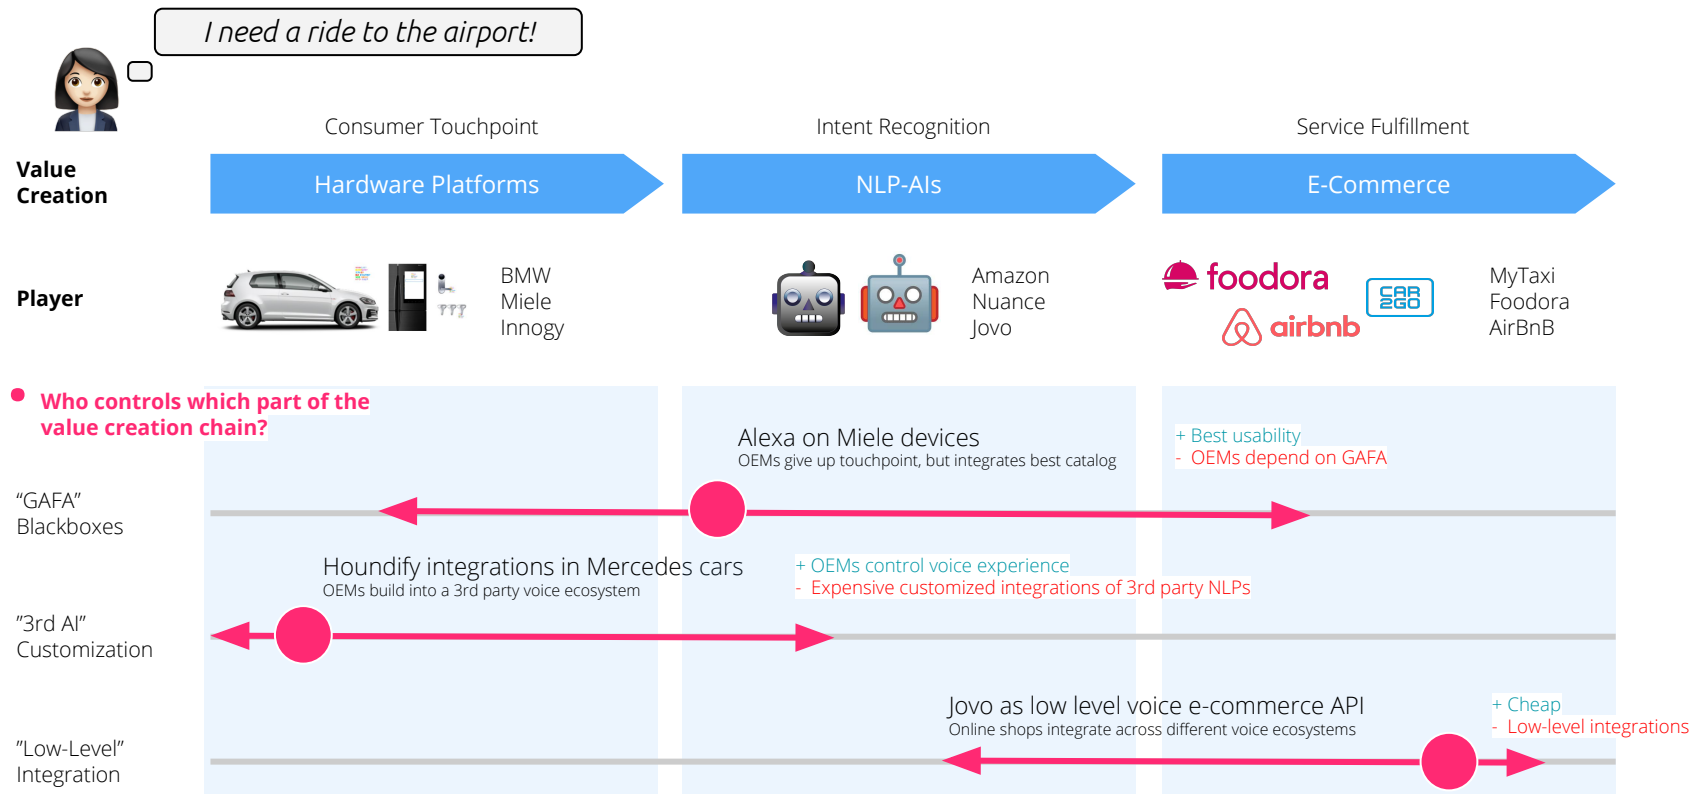 I need a ride to the airport!
Consumer Touchpoint
Intent Recognition
Service Fulfillment
Value
Creation
Hardware Platforms
NLP-AIs
E-Commerce
Player
BMW
Miele
Innogy
Amazon
Nuance
Jovo
foodora
CAR
2GO
airbnb
MyTaxi
Foodora
AirBnB
Who controls which part of the
value creation chain?
Alexa on Miele devices
OEMs give up touchpoint, but integrates best catalog
+ Best usability
- OEMs depend on GAFA
“GAFA”
Blackboxes
Houndify integrations in Mercedes cars
OEMs build into a 3rd party voice ecosystem
+ OEMs control voice experience
- Expensive customized integrations of 3rd party NLPs
”3rd AI”
Customization
Jovo as low level voice e-commerce API
Online shops integrate across different voice ecosystems
+ Cheap
- Low-level integrations
”Low-Level”
Integration